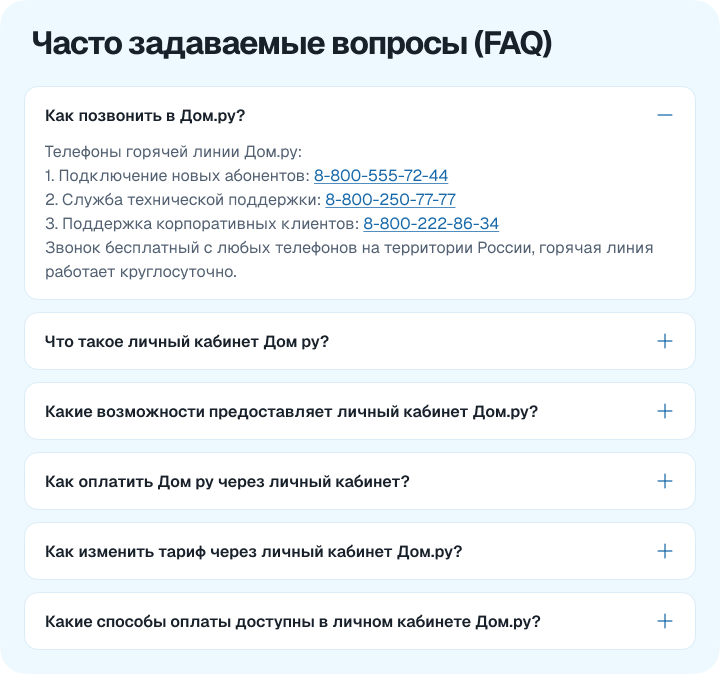 Часто задаваемые вопросы (FAQ)
Как позвонить в Дом.ру?
Телефоны горячей линии Дом.ру:
1. Подключение новых абонентов: 8-800-555-72-44
2. Служба технической поддержки: 8-800-250-77-77
3. Поддержка корпоративных клиентов: 8-800-222-86-34
Звонок бесплатный с любых телефонов на территории России, горячая линия
работает круглосуточно.
Что такое личный кабинет Дом ру?
Какие возможности предоставляет личный кабинет Дом.ру?
Как оплатить Дом ру через личный кабинет?
Как изменить тариф через личный кабинет Дом.ру?
Какие способы оплаты доступны в личном кабинете Дом.ру?